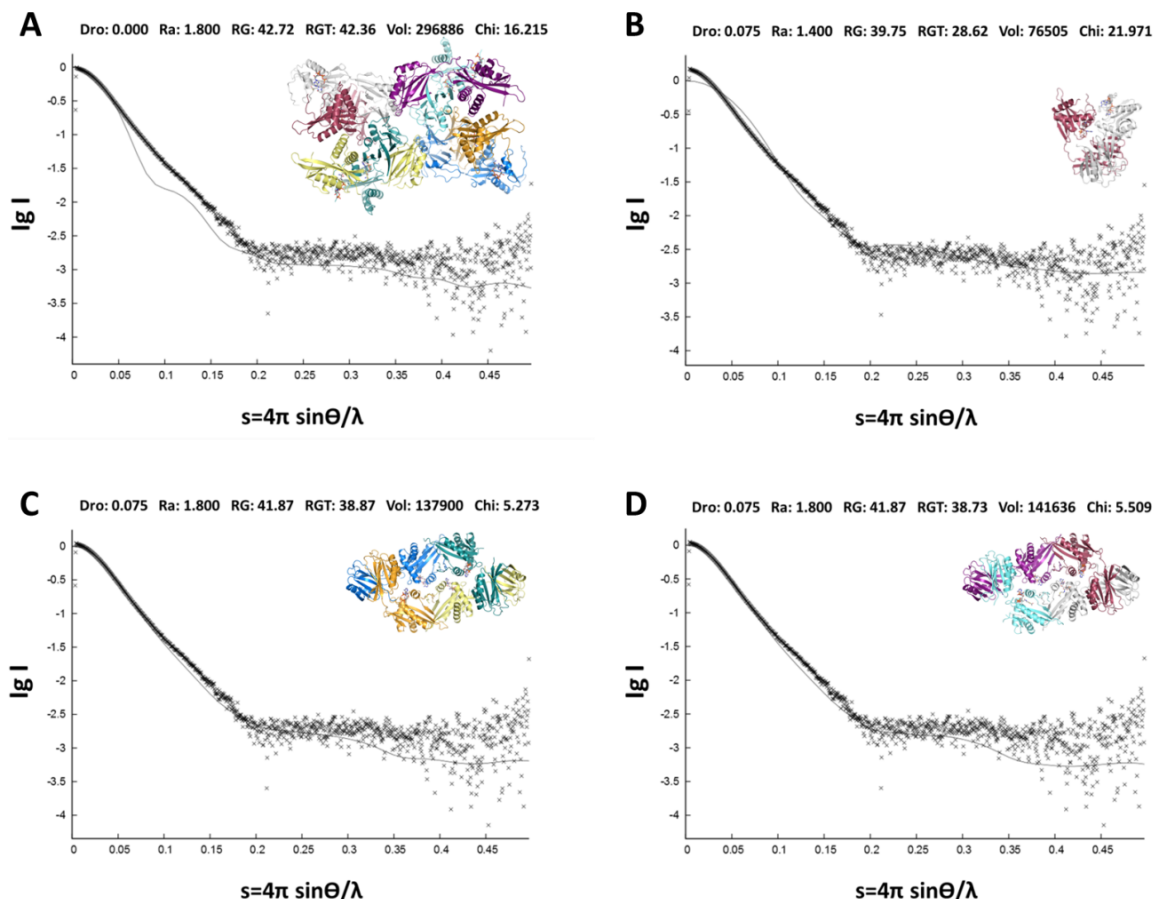 A
Dro: 0.000 Ra: 1.800 RG: 42.72 RGT: 42.36 Vol: 296886 Chi: 16.215
0
-0.5
-1
-1.5
-2
-2.5
-3
-3.5
-4
lg I
0 0.05 0.1 0.15 0.2 0.25 0.3 0.35 0.4 0.45
s=4π sinΘ/λ
B
Dro: 0.075 Ra: 1.400 RG: 39.75 RGT: 28.62 Vol: 76505 Chi: 21.971
0
-0.5
-1
-1.5
-2
-2.5
-3
-3.5
-4
lg I
0 0.05 0.1 0.15 0.2 0.25 0.3 0.35 0.4 0.45
s=4π sinΘ/λ
C
Dro: 0.075 Ra: 1.800 RG: 41.87 RGT: 38.87 Vol: 137900 Chi: 5.273
0
-0.5
-1
-1.5
-2
-2.5
-3
-3.5
-4
lg I
0 0.05 0.1 0.15 0.2 0.25 0.3 0.35 0.4 0.45
s=4π sinΘ/λ
D
Dro: 0.075 Ra: 1.800 RG: 41.87 RGT: 38.73 Vol: 141636 Chi: 5.509
0
-0.5
-1
-1.5
-2
-2.5
-3
-3.5
-4
lg I
0 0.05 0.1 0.15 0.2 0.25 0.3 0.35 0.4 0.45
s=4π sinΘ/λ